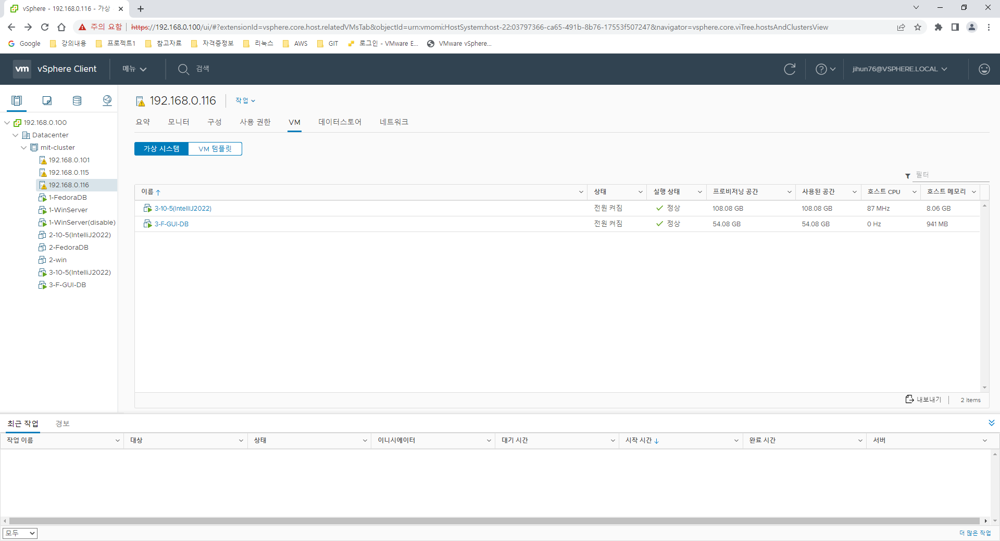 vSphere - 192.168.0.116 - 가상
주의 요함 https://192.168.0.100/ui/#?extensionId=vsphere.core.host.relatedVMsTab&objectId=urn:vmomi:HostSystem:host-22:03797366-ca65-491b-8b76-17553f507247&navigator=vsphere.core.viTree.hostsAndClustersView
Google 강의내용 프로젝트1 참고자료 자격증정보 리눅스 AWS GIT 로그인 - VMware E... VMware vSphere...
vm vSphere Client 메뉴 검색 jihun76@VSPHERE.LOCAL
192.168.0.116 작업
요약 모니터 구성 사용 권한 VM 데이터스토어 네트워크
가상 시스템 VM 템플릿
192.168.0.100
Datacenter
mit-cluster
192.168.0.101
192.168.0.115
192.168.0.116
1-FedoraDB
1-WinServer
1-WinServer(disable)
2-10-5(IntelliJ2022)
2-FedoraDB
2-win
3-10-5(IntelliJ2022)
3-F-GUI-DB
필터
이름 상태 실행 상태 프로비저닝 공간 사용된 공간 호스트 CPU 호스트 메모리
3-10-5(IntelliJ2022) 전원 켜짐 정상 108.08 GB 108.08 GB 87 MHz 8.06 GB
3-F-GUI-DB 전원 켜짐 정상 54.08 GB 54.08 GB 0 Hz 941 MB
내보내기 2 items
최근 작업 경보
작업 이름 대상 상태 이니시에이터 대기 시간 시작 시간 완료 시간 서버
모두 더 많은 작업